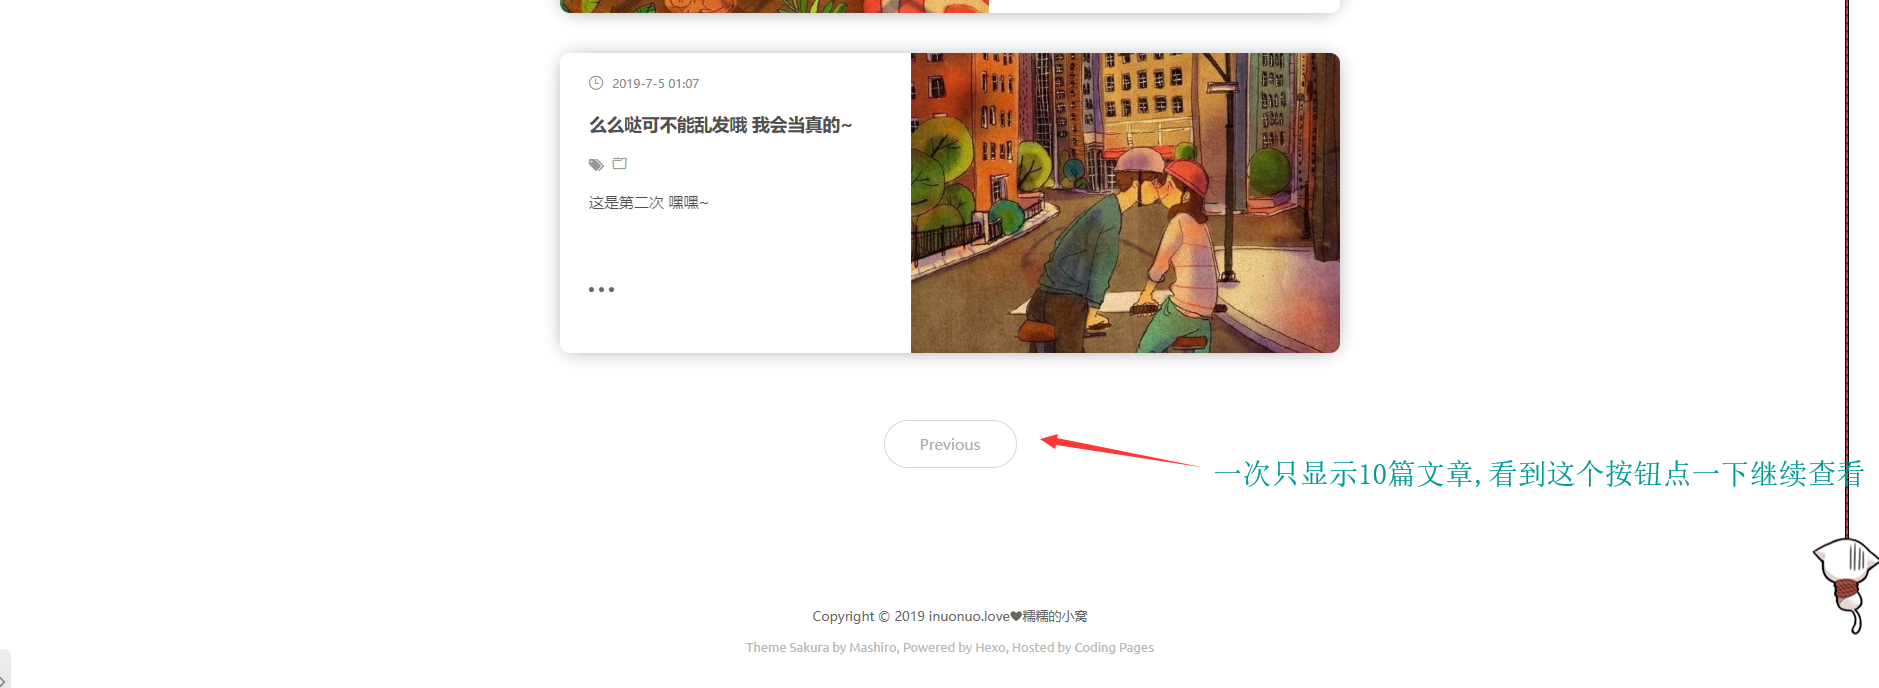 2019-7-5 01:07
么么哒可不能乱发哦 我会当真的~
这是第二次 嘿嘿~
Previous
一次只显示10篇文章,看到这个按钮点一下继续查看
Copyright © 2019 inuonuo.love❤糯糯的小窝
Theme Sakura by Mashiro, Powered by Hexo, Hosted by Coding Pages